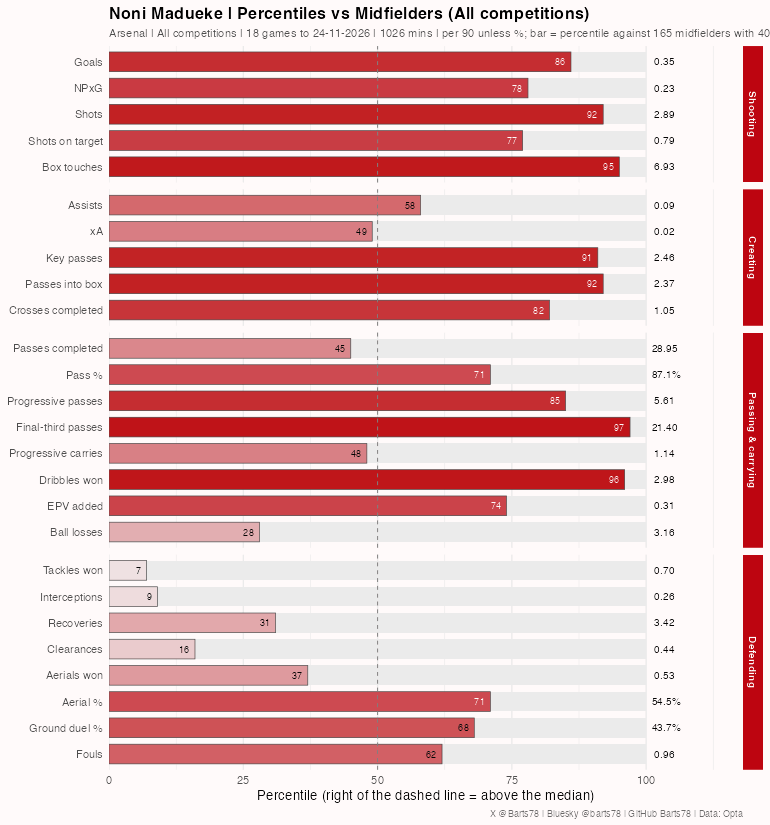 Noni Madueke | Percentiles vs Midfielders (All competitions)
Arsenal | All competitions | 18 games to 24-11-2026 | 1026 mins | per 90 unless %; bar = percentile against 165 midfielders with 40
Goals 86 0.35
NPxG 78 0.23
Shots 92 2.89
Shots on target 77 0.79
Box touches 95 6.93
Shooting
Assists 58 0.09
xA 49 0.02
Key passes 91 2.46
Passes into box 92 2.37
Crosses completed 82 1.05
Creating
Passes completed 45 28.95
Pass % 71 87.1%
Progressive passes 85 5.61
Final-third passes 97 21.40
Progressive carries 48 1.14
Dribbles won 96 2.98
EPV added 74 0.31
Ball losses 28 3.16
Passing & carrying
Tackles won 7 0.70
Interceptions 9 0.26
Recoveries 31 3.42
Clearances 16 0.44
Aerials won 37 0.53
Aerial % 71 54.5%
Ground duel % 68 43.7%
Fouls 62 0.96
Defending
0 25 50 75 100
Percentile (right of the dashed line = above the median)
X @Barts78 | Bluesky @barts78 | GitHub Barts78 | Data: Opta